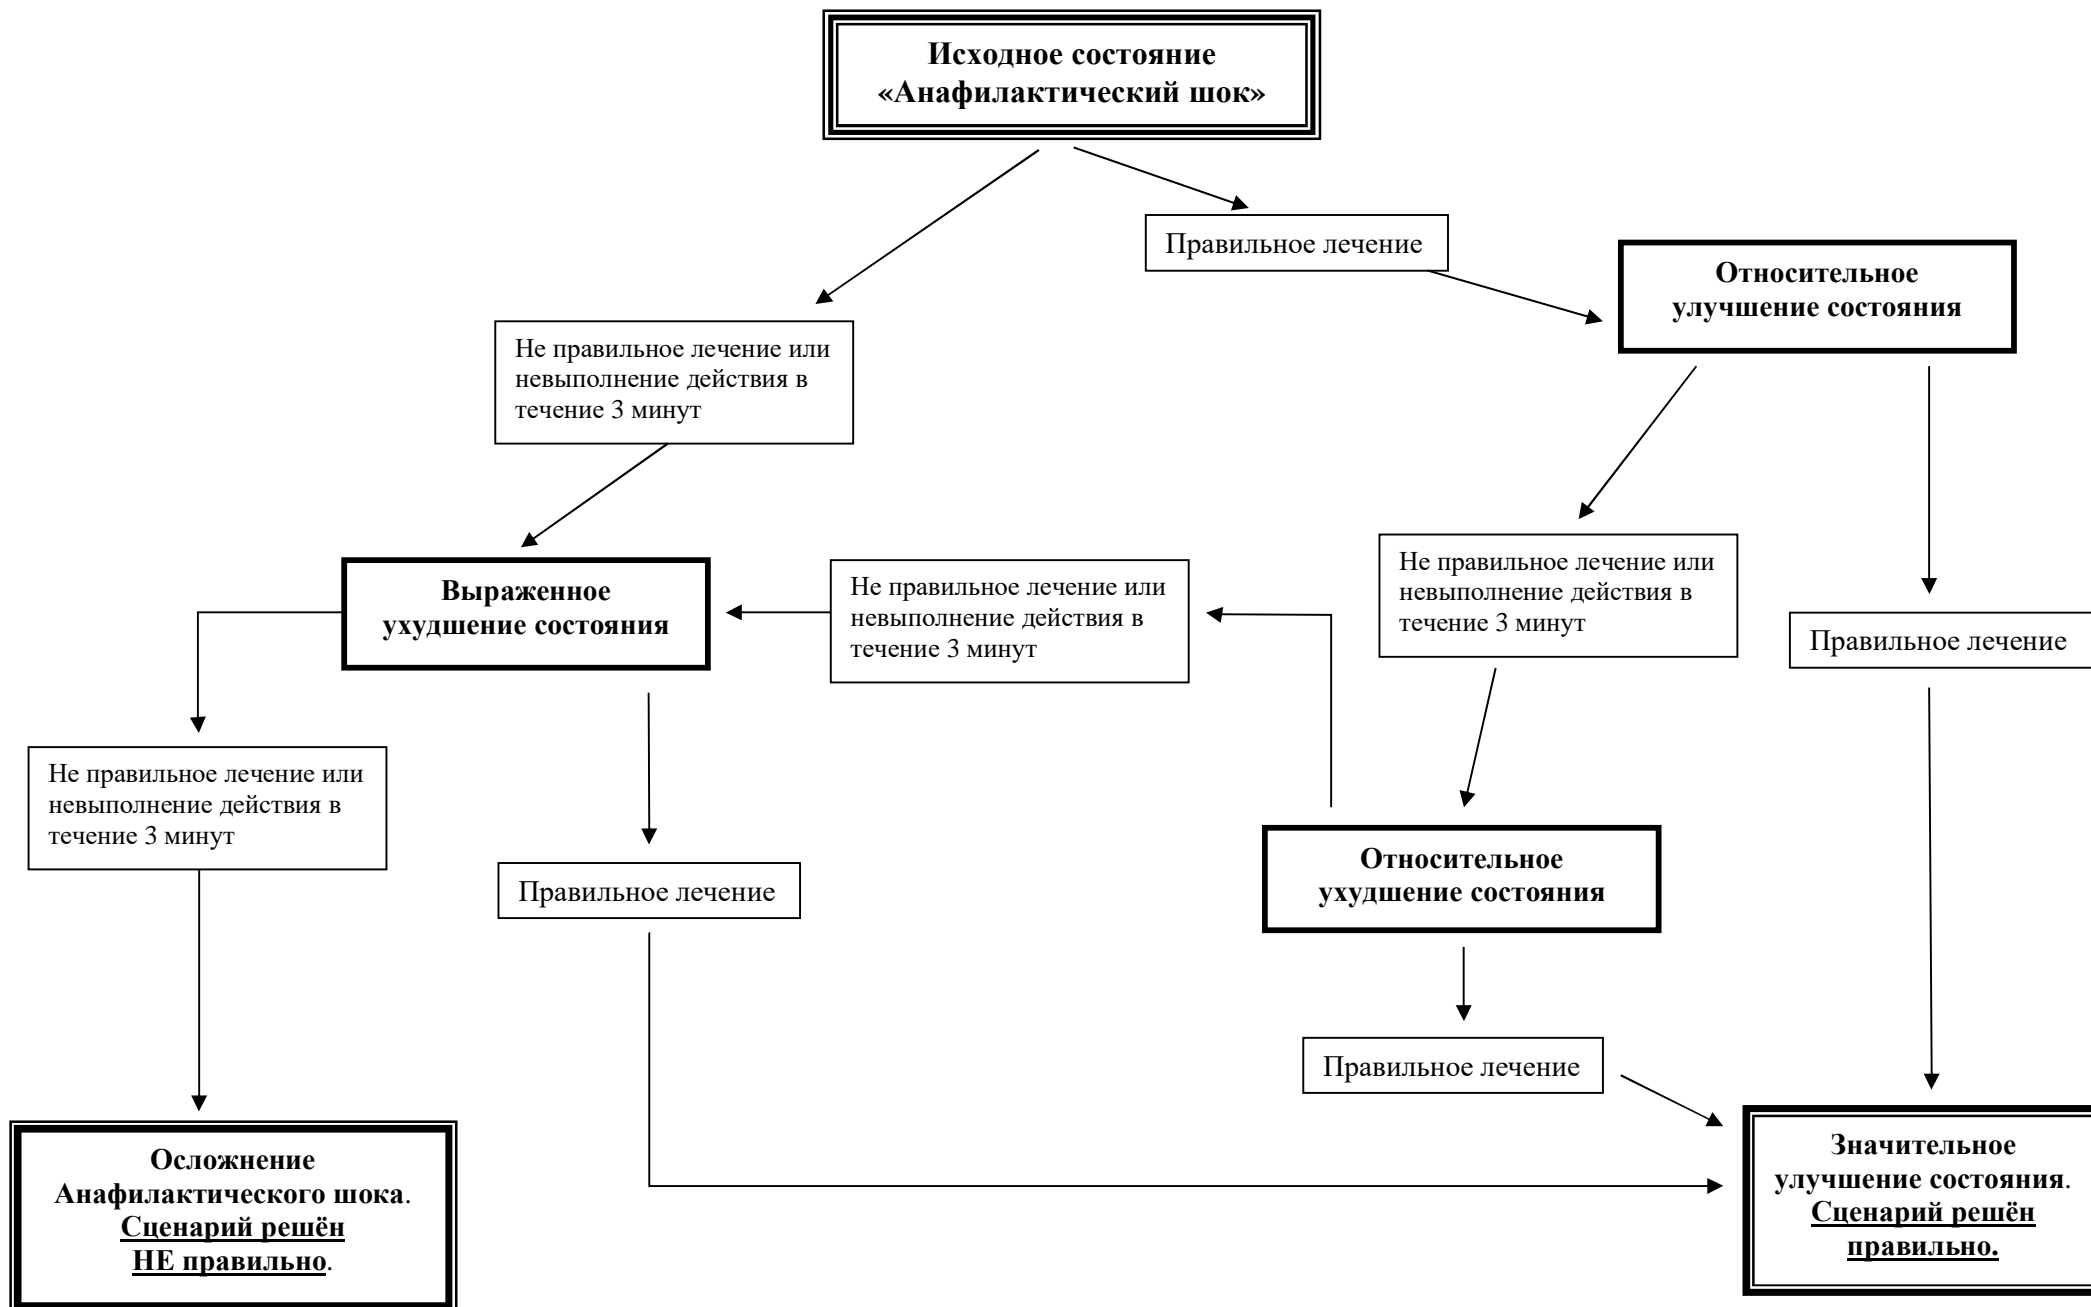 Исходное состояние
«Анафилактический шок»
Правильное лечение
Относительное
улучшение состояния
Не правильное лечение или
невыполнение действия в
течение 3 минут
Выраженное
ухудшение состояния
Не правильное лечение или
невыполнение действия в
течение 3 минут
Не правильное лечение или
невыполнение действия в
течение 3 минут
Правильное лечение
Не правильное лечение или
невыполнение действия в
течение 3 минут
Правильное лечение
Относительное
ухудшение состояния
Правильное лечение
Осложнение
Анафилактического шока.
Сценарий решён
НЕ правильно.
Значительное
улучшение состояния.
Сценарий решён
правильно.